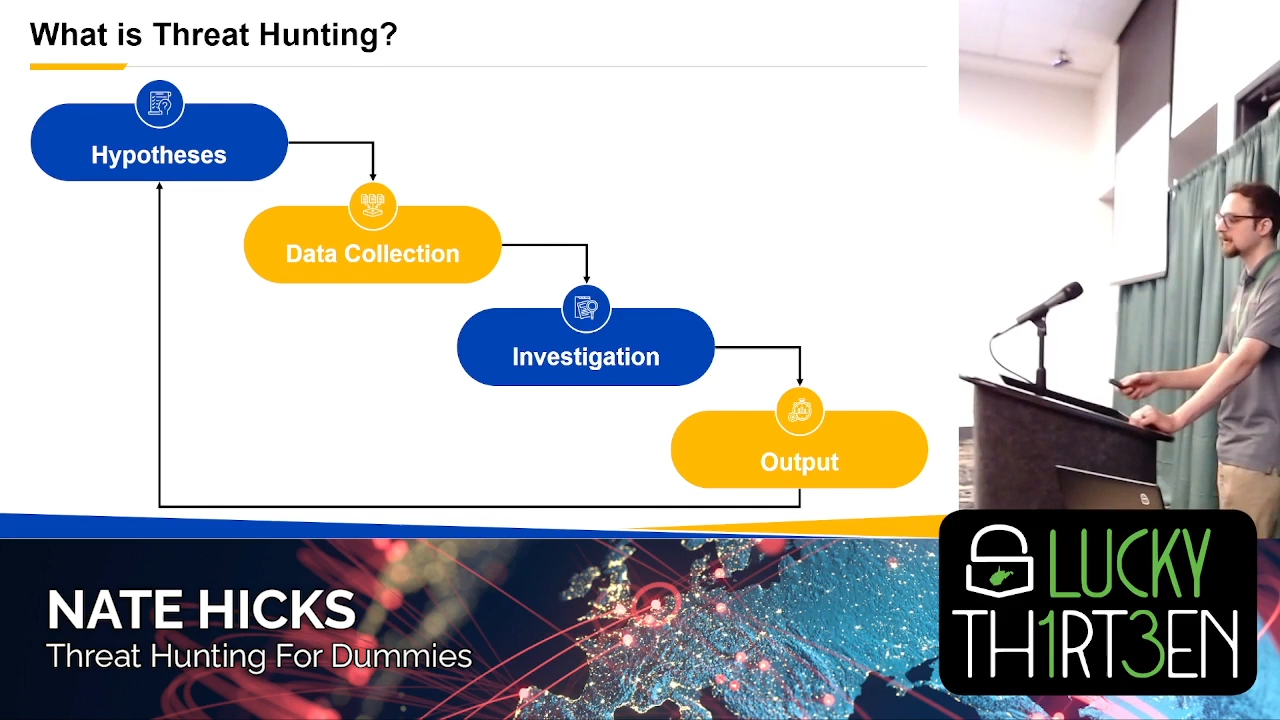 What is Threat Hunting?
Hypotheses
Data Collection
Investigation
Output
NATE HICKS
Threat Hunting For Dummies
LUCKY
TH1RT3EN